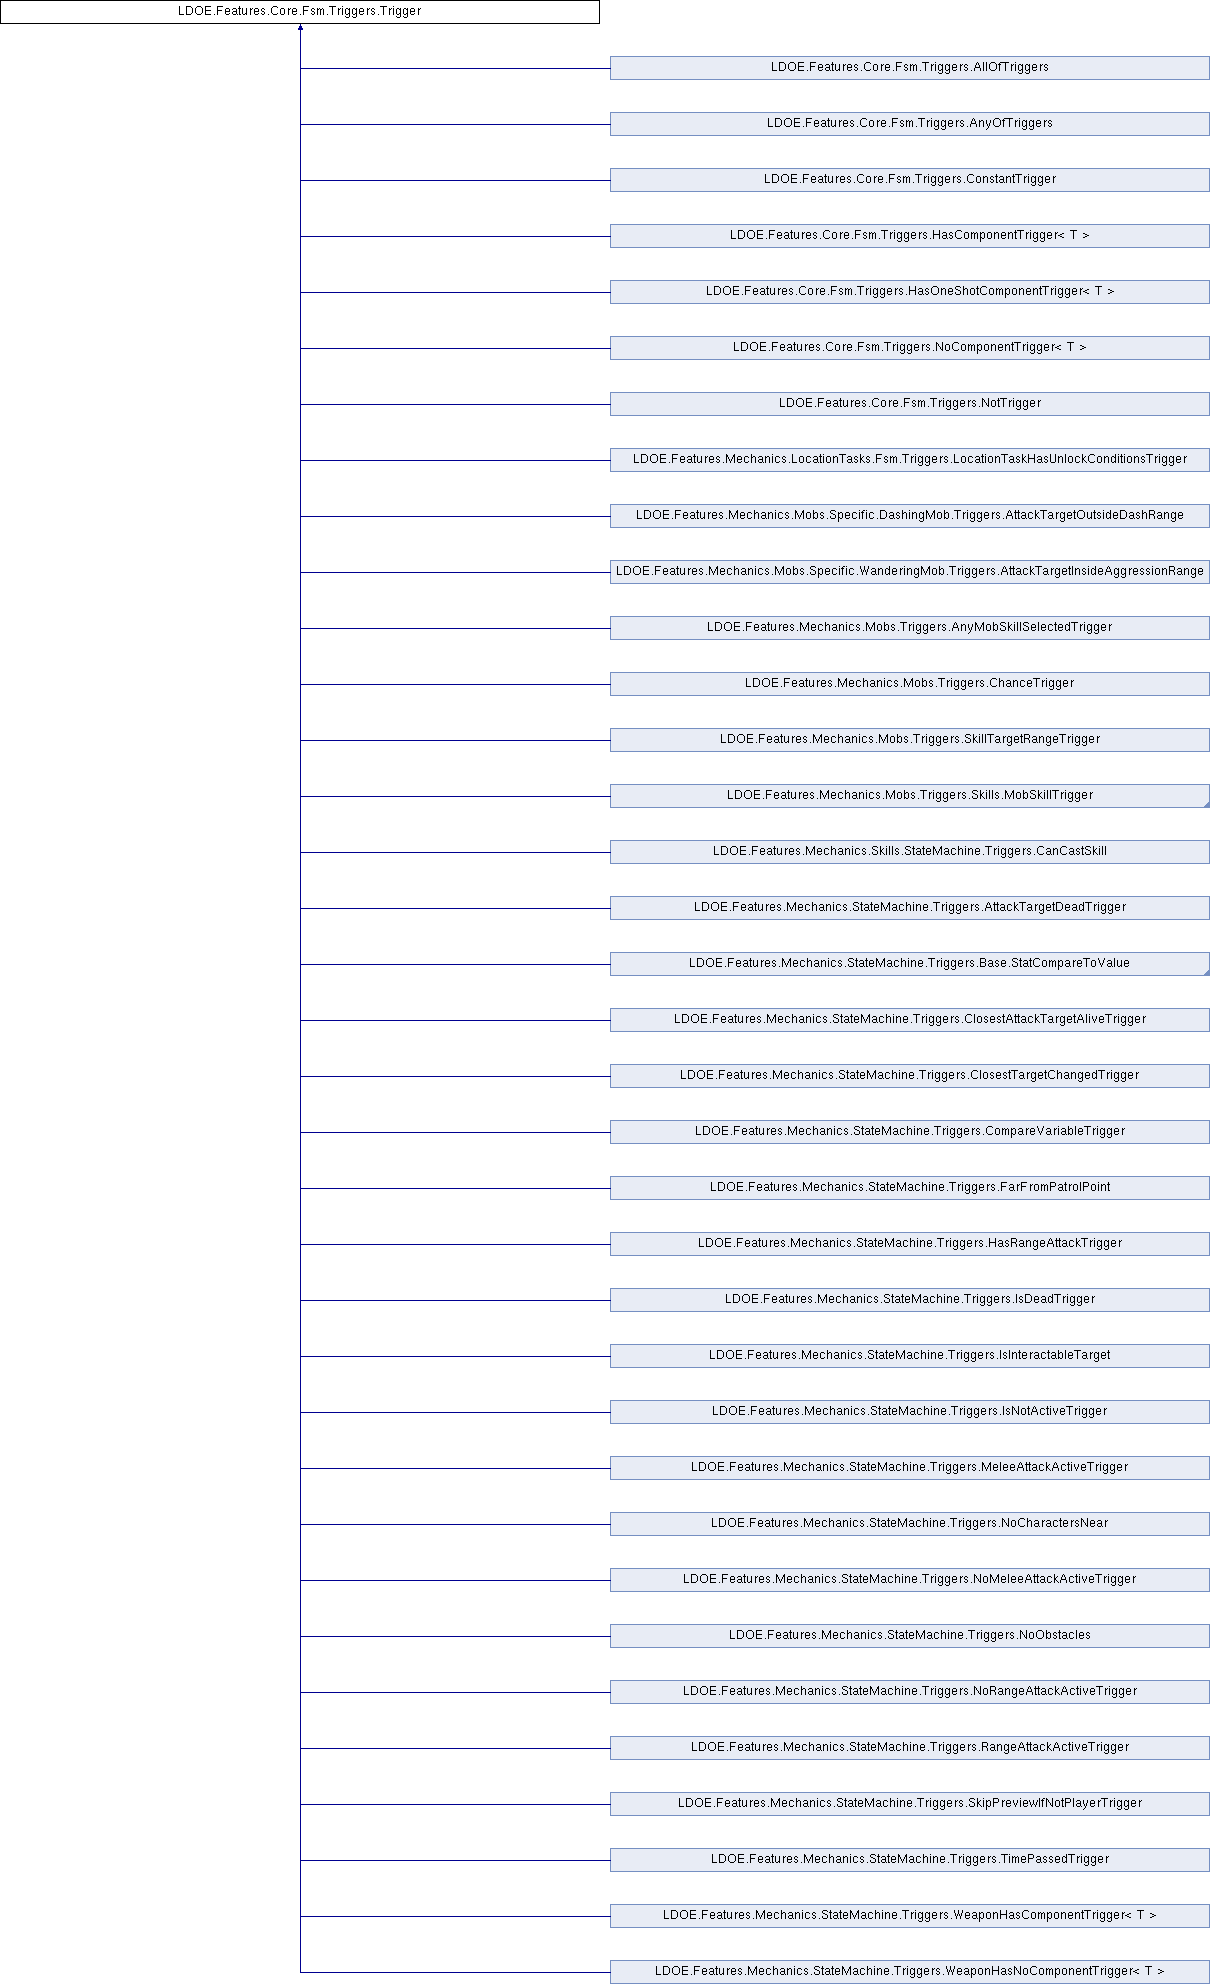 LDOE.Features.Core.Fsm.Triggers.Trigger
LDOE.Features.Core.Fsm.Triggers.AllOfTriggers
LDOE.Features.Core.Fsm.Triggers.AnyOfTriggers
LDOE.Features.Core.Fsm.Triggers.ConstantTrigger
LDOE.Features.Core.Fsm.Triggers.HasComponentTrigger< T >
LDOE.Features.Core.Fsm.Triggers.HasOneShotComponentTrigger< T >
LDOE.Features.Core.Fsm.Triggers.NoComponentTrigger< T >
LDOE.Features.Core.Fsm.Triggers.NotTrigger
LDOE.Features.Mechanics.LocationTasks.Fsm.Triggers.LocationTaskHasUnlockConditionsTrigger
LDOE.Features.Mechanics.Mobs.Specific.DashingMob.Triggers.AttackTargetOutsideDashRange
LDOE.Features.Mechanics.Mobs.Specific.WanderingMob.Triggers.AttackTargetInsideAggressionRange
LDOE.Features.Mechanics.Mobs.Triggers.AnyMobSkillSelectedTrigger
LDOE.Features.Mechanics.Mobs.Triggers.ChanceTrigger
LDOE.Features.Mechanics.Mobs.Triggers.SkillTargetRangeTrigger
LDOE.Features.Mechanics.Mobs.Triggers.Skills.MobSkillTrigger
LDOE.Features.Mechanics.Skills.StateMachine.Triggers.CanCastSkill
LDOE.Features.Mechanics.StateMachine.Triggers.AttackTargetDeadTrigger
LDOE.Features.Mechanics.StateMachine.Triggers.Base.StatCompareToValue
LDOE.Features.Mechanics.StateMachine.Triggers.ClosestAttackTargetAliveTrigger
LDOE.Features.Mechanics.StateMachine.Triggers.ClosestTargetChangedTrigger
LDOE.Features.Mechanics.StateMachine.Triggers.CompareVariableTrigger
LDOE.Features.Mechanics.StateMachine.Triggers.FarFromPatrolPoint
LDOE.Features.Mechanics.StateMachine.Triggers.HasRangeAttackTrigger
LDOE.Features.Mechanics.StateMachine.Triggers.IsDeadTrigger
LDOE.Features.Mechanics.StateMachine.Triggers.IsInteractableTarget
LDOE.Features.Mechanics.StateMachine.Triggers.IsNotActiveTrigger
LDOE.Features.Mechanics.StateMachine.Triggers.MeleeAttackActiveTrigger
LDOE.Features.Mechanics.StateMachine.Triggers.NoCharactersNear
LDOE.Features.Mechanics.StateMachine.Triggers.NoMeleeAttackActiveTrigger
LDOE.Features.Mechanics.StateMachine.Triggers.NoObstacles
LDOE.Features.Mechanics.StateMachine.Triggers.NoRangeAttackActiveTrigger
LDOE.Features.Mechanics.StateMachine.Triggers.RangeAttackActiveTrigger
LDOE.Features.Mechanics.StateMachine.Triggers.SkipPreviewIfNotPlayerTrigger
LDOE.Features.Mechanics.StateMachine.Triggers.TimePassedTrigger
LDOE.Features.Mechanics.StateMachine.Triggers.WeaponHasComponentTrigger< T >
LDOE.Features.Mechanics.StateMachine.Triggers.WeaponHasNoComponentTrigger< T >